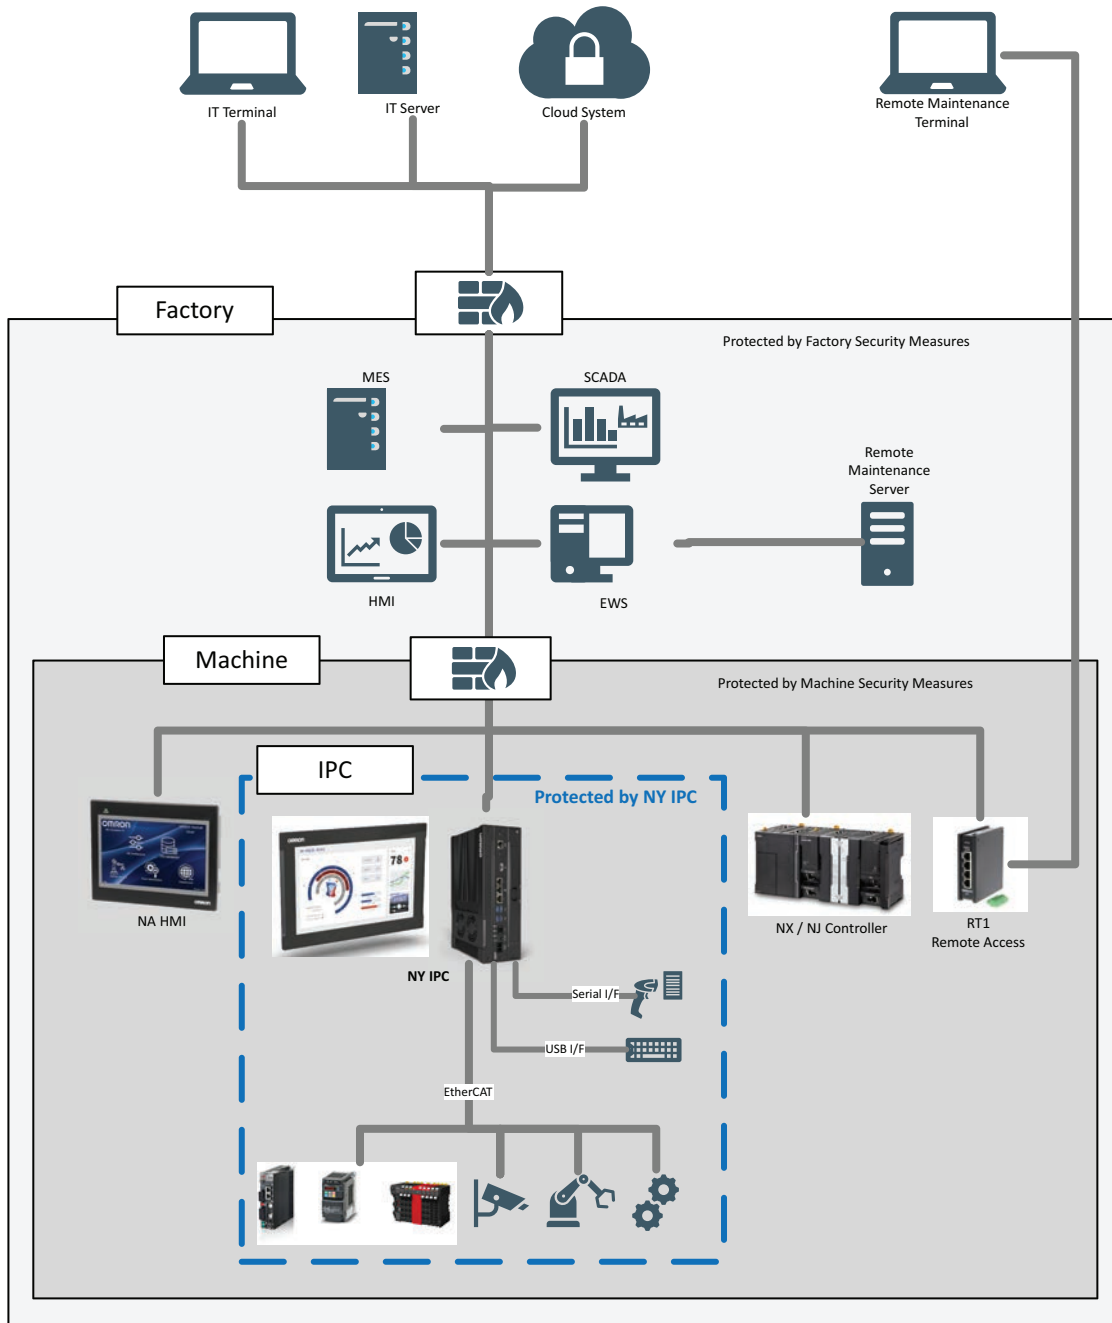 IT Terminal
IT Server
Cloud System
Remote Maintenance
Terminal
Factory
Protected by Factory Security Measures
MES
SCADA
Remote
Maintenance
Server
HMI
EWS
Machine
Protected by Machine Security Measures
IPC
Protected by NY IPC
OMRON
78
NA HMI
NY IPC
NX / NJ Controller
RT1
Remote Access
Serial I/F
USB I/F
EtherCAT